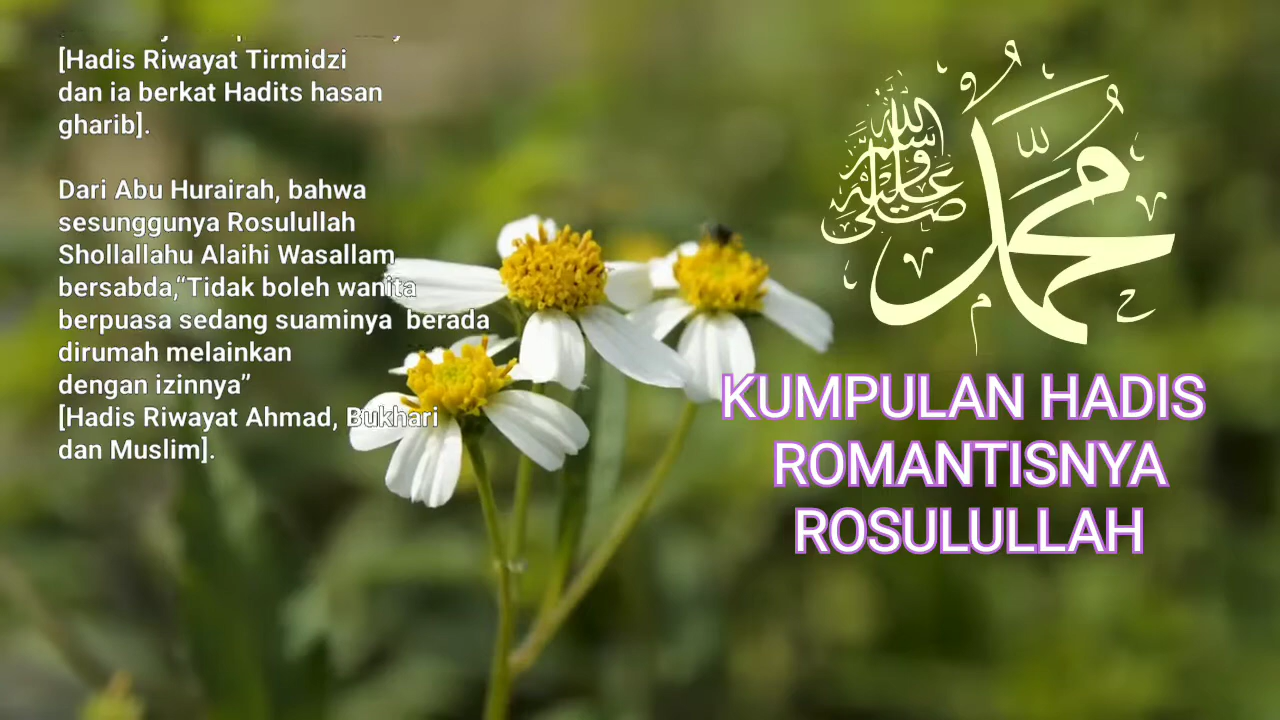 [Hadis Riwayat Tirmidzi
dan ia berkat Hadits hasan
gharib].
Dari Abu Hurairah, bahwa
sesunggunya Rosulullah
Shollallahu Alaihi Wasallam
bersabda,“Tidak boleh wanita
berpuasa sedang suaminya  berada
dirumah melainkan
dengan izinnya”
[Hadis Riwayat Ahmad, Bukhari
dan Muslim].
محمد
صلى الله عليه وسلم
KUMPULAN HADIS
ROMANTISNYA
ROSULULLAH